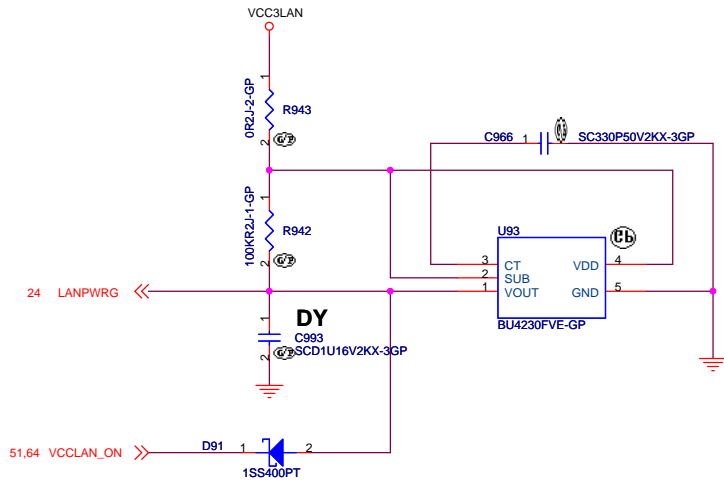 VCC3LAN
1
0R2J-2-GP
R943
2
G/P
C966 1 SC330P50V2KX-3GP
1
100KR2J-1-GP
R942
2
G/P
U93
3 CT VDD 4
2 SUB
1 VOUT GND 5
BU4230FVE-GP
24 LANPWRG
1
DY
C993
2
G/P
SCD1U16V2KX-3GP
51,64 VCCLAN_ON
D91 1 2
1SS400PT